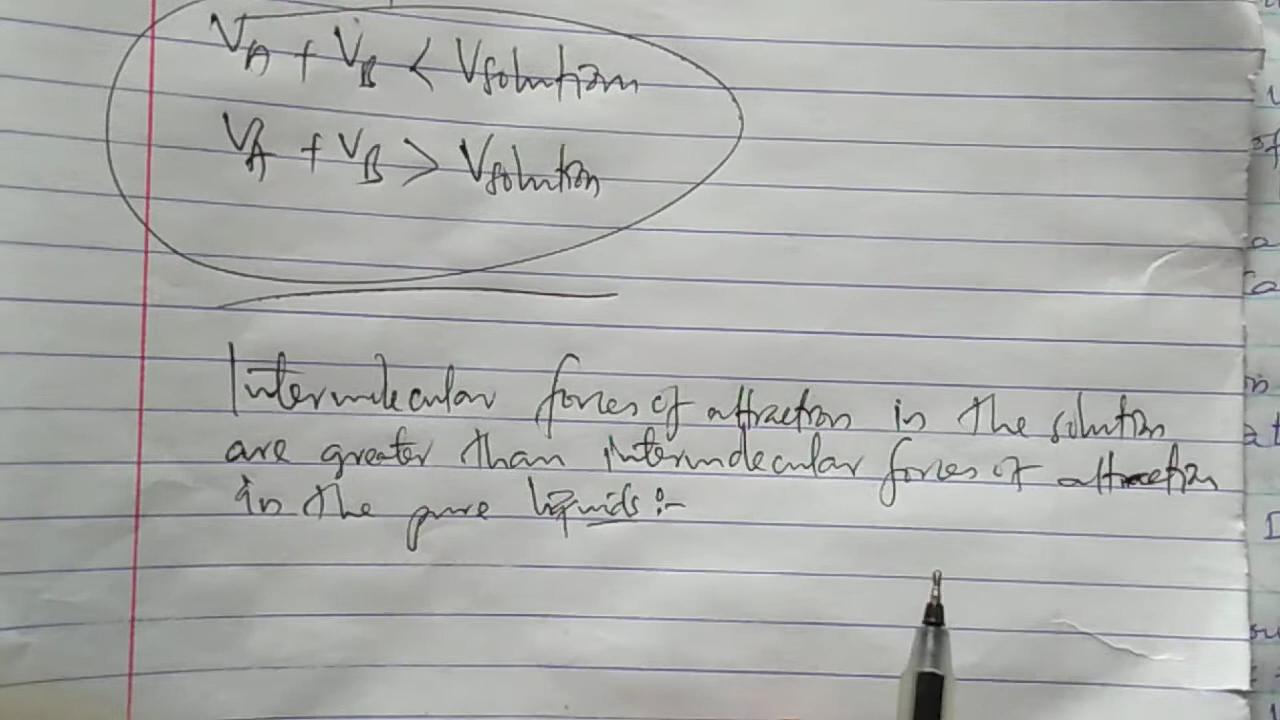 VA + VB < Vsolution
VA + VB > Vsolution
Intermolecular forces of attraction in the solution
are greater than intermolecular forces of attraction
in the pure liquids:-